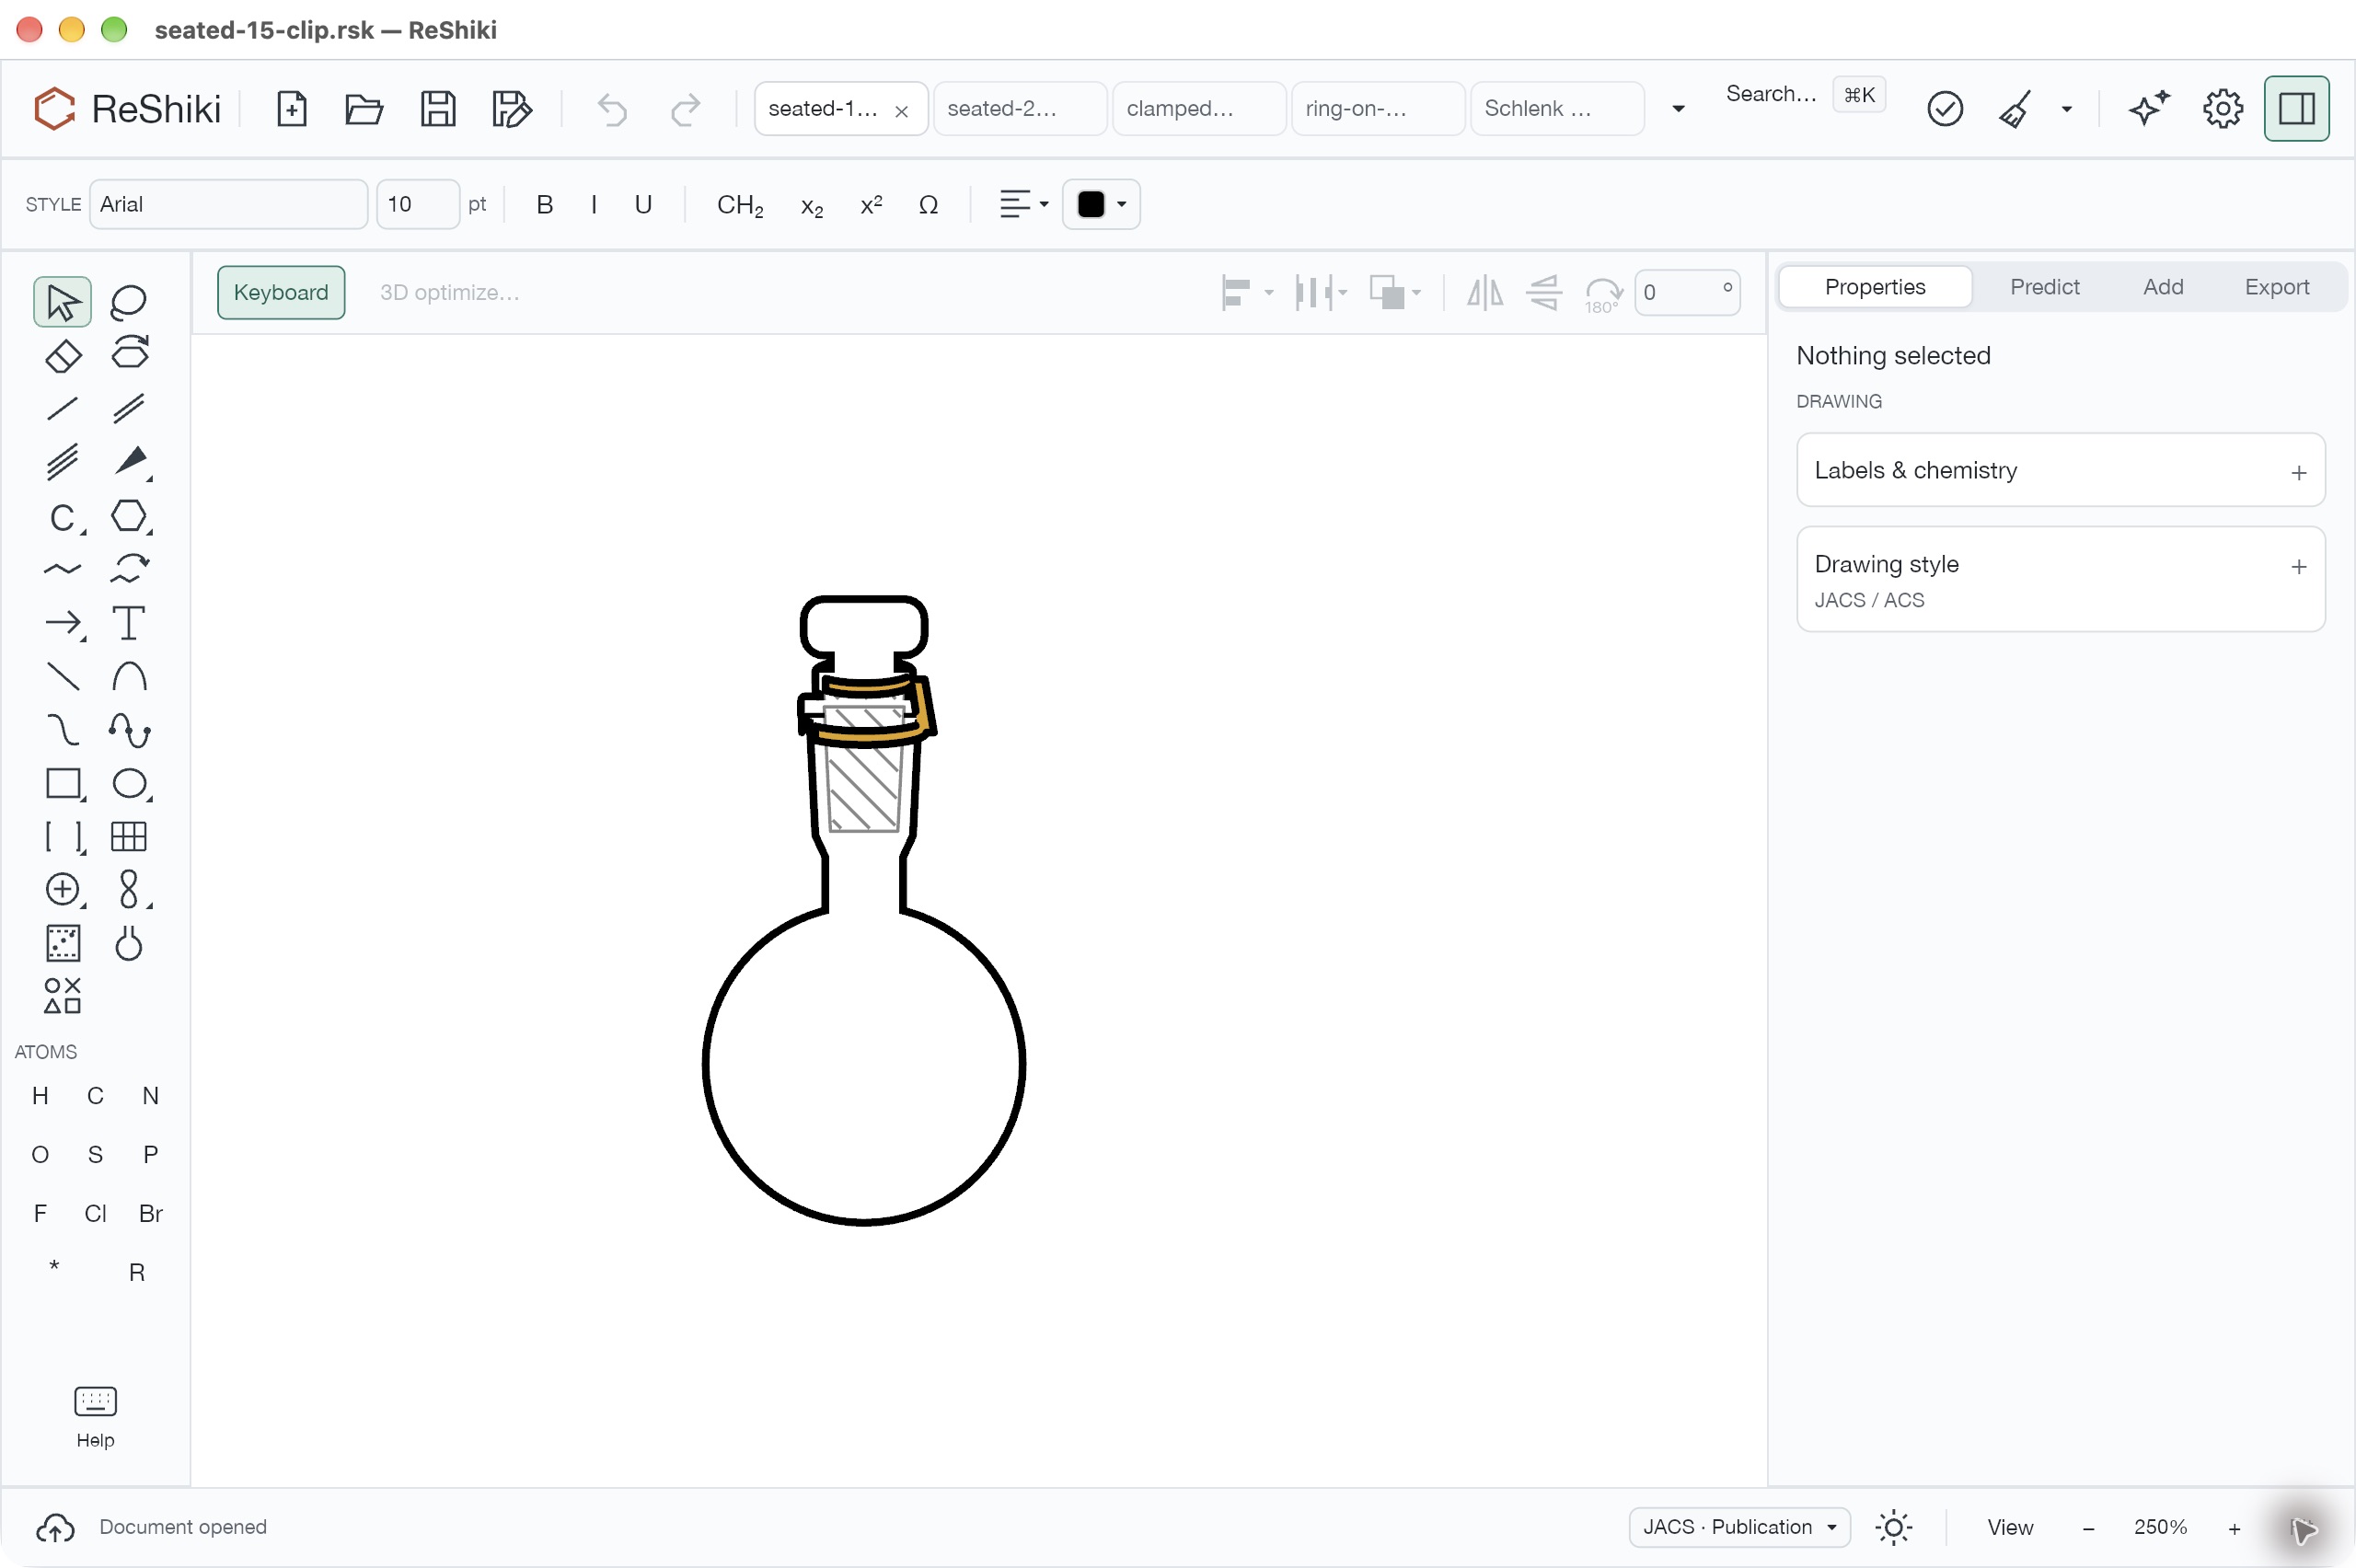 seated-15-clip.rsk — ReShiki
ReShiki
seated-1...
seated-2...
clamped...
ring-on-...
Schlenk ...
Search... ⌘K
STYLE Arial 10 pt B I U CH₂ x₂ x² Ω
Keyboard 3D optimize...
180°
0 °
Properties Predict Add Export
Nothing selected
DRAWING
Labels & chemistry +
Drawing style +
JACS / ACS
C
T
ATOMS
H C N
O S P
F Cl Br
* R
Help
Document opened
JACS · Publication
View – 250% +